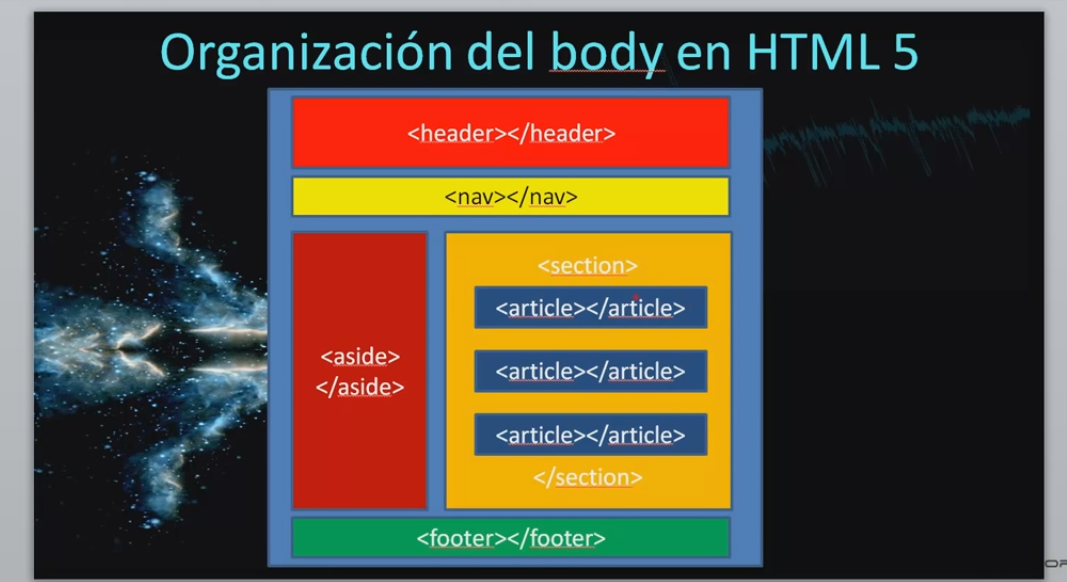 Organización del body en HTML 5
<header></header>
<nav></nav>
<aside>
</aside>
<section>
<article></article>
<article></article>
<article></article>
</section>
<footer></footer>